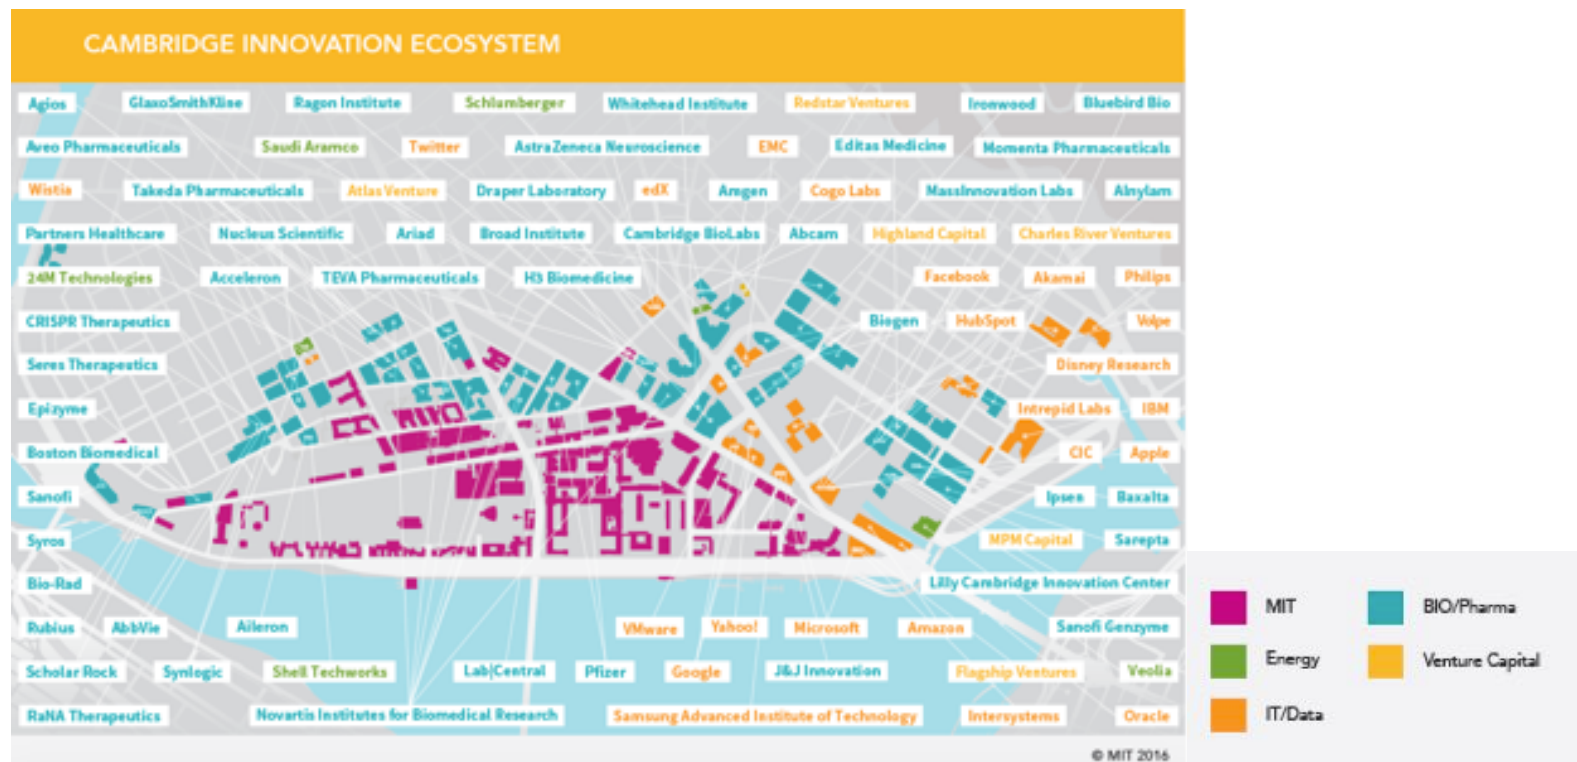 CAMBRIDGE INNOVATION ECOSYSTEM
Agios GlaxoSmithKline Ragon Institute Schlumberger Whitehead Institute Redstar Ventures Ironwood Bluebird Bio
Aveo Pharmaceuticals Saudi Aramco Twitter AstraZeneca Neuroscience EMC Editas Medicine Momenta Pharmaceuticals
Wistia Takeda Pharmaceuticals Atlas Venture Draper Laboratory edX Amgen Cogo Labs MassInnovation Labs Alnylam
Partners Healthcare Nucleus Scientific Ariad Broad Institute Cambridge BioLabs Abcam Highland Capital Charles River Ventures
24M Technologies Acceleron TEVA Pharmaceuticals H3 Biomedicine Facebook Akamai Philips
CRISPR Therapeutics Biogen HubSpot Volpe
Seres Therapeutics Disney Research
Epizyme Intrepid Labs IBM
Boston Biomedical CIC Apple
Sanofi Ipsen Baxalta
Syros MPM Capital Sarepta
Bio-Rad Lilly Cambridge Innovation Center
Rubius AbbVie Aileron VMware Yahoo! Microsoft Amazon Sanofi Genzyme
Scholar Rock Synlogic Shell Techworks Lab|Central Pfizer Google J&J Innovation Flagship Ventures Veolia
RaNA Therapeutics Novartis Institutes for Biomedical Research Samsung Advanced Institute of Technology Intersystems Oracle
© MIT 2016
MIT BIO/Pharma
Energy Venture Capital
IT/Data